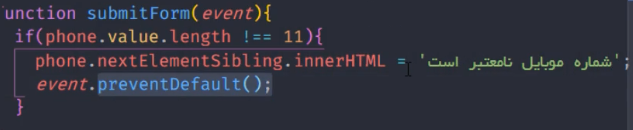 unction submitForm(event){
if(phone.value.length !== 11){
phone.nextElementSibling.innerHTML = 'شماره موبایل نامعتبر است';
event.preventDefault();
}